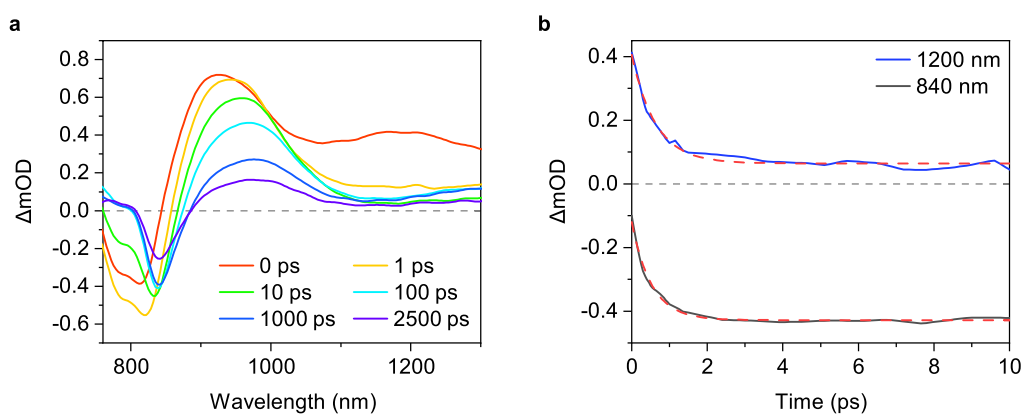 a
ΔmOD
0.8
0.6
0.4
0.2
0.0
-0.2
-0.4
-0.6
0 ps
1 ps
10 ps
100 ps
1000 ps
2500 ps
800
1000
1200
Wavelength (nm)
b
ΔmOD
0.4
0.2
0.0
-0.2
-0.4
1200 nm
840 nm
0
2
4
6
8
10
Time (ps)